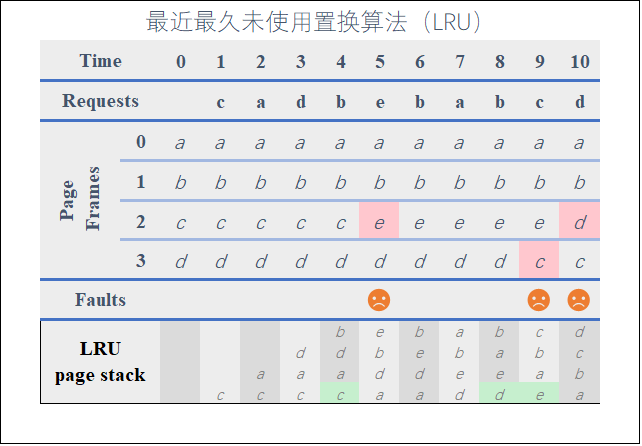 最近最久未使用置换算法（LRU）
Time 0 1 2 3 4 5 6 7 8 9 10
Requests c a d b e b a b c d
Page Frames
0 a a a a a a a a a a a
1 b b b b b b b b b b b
2 c c c c c e e e e e d
3 d d d d d d d d d c c
Faults
LRU page stack
b e b a b c d
d d b e b a b c
a a a d e e a b
c c c c a a d d e a